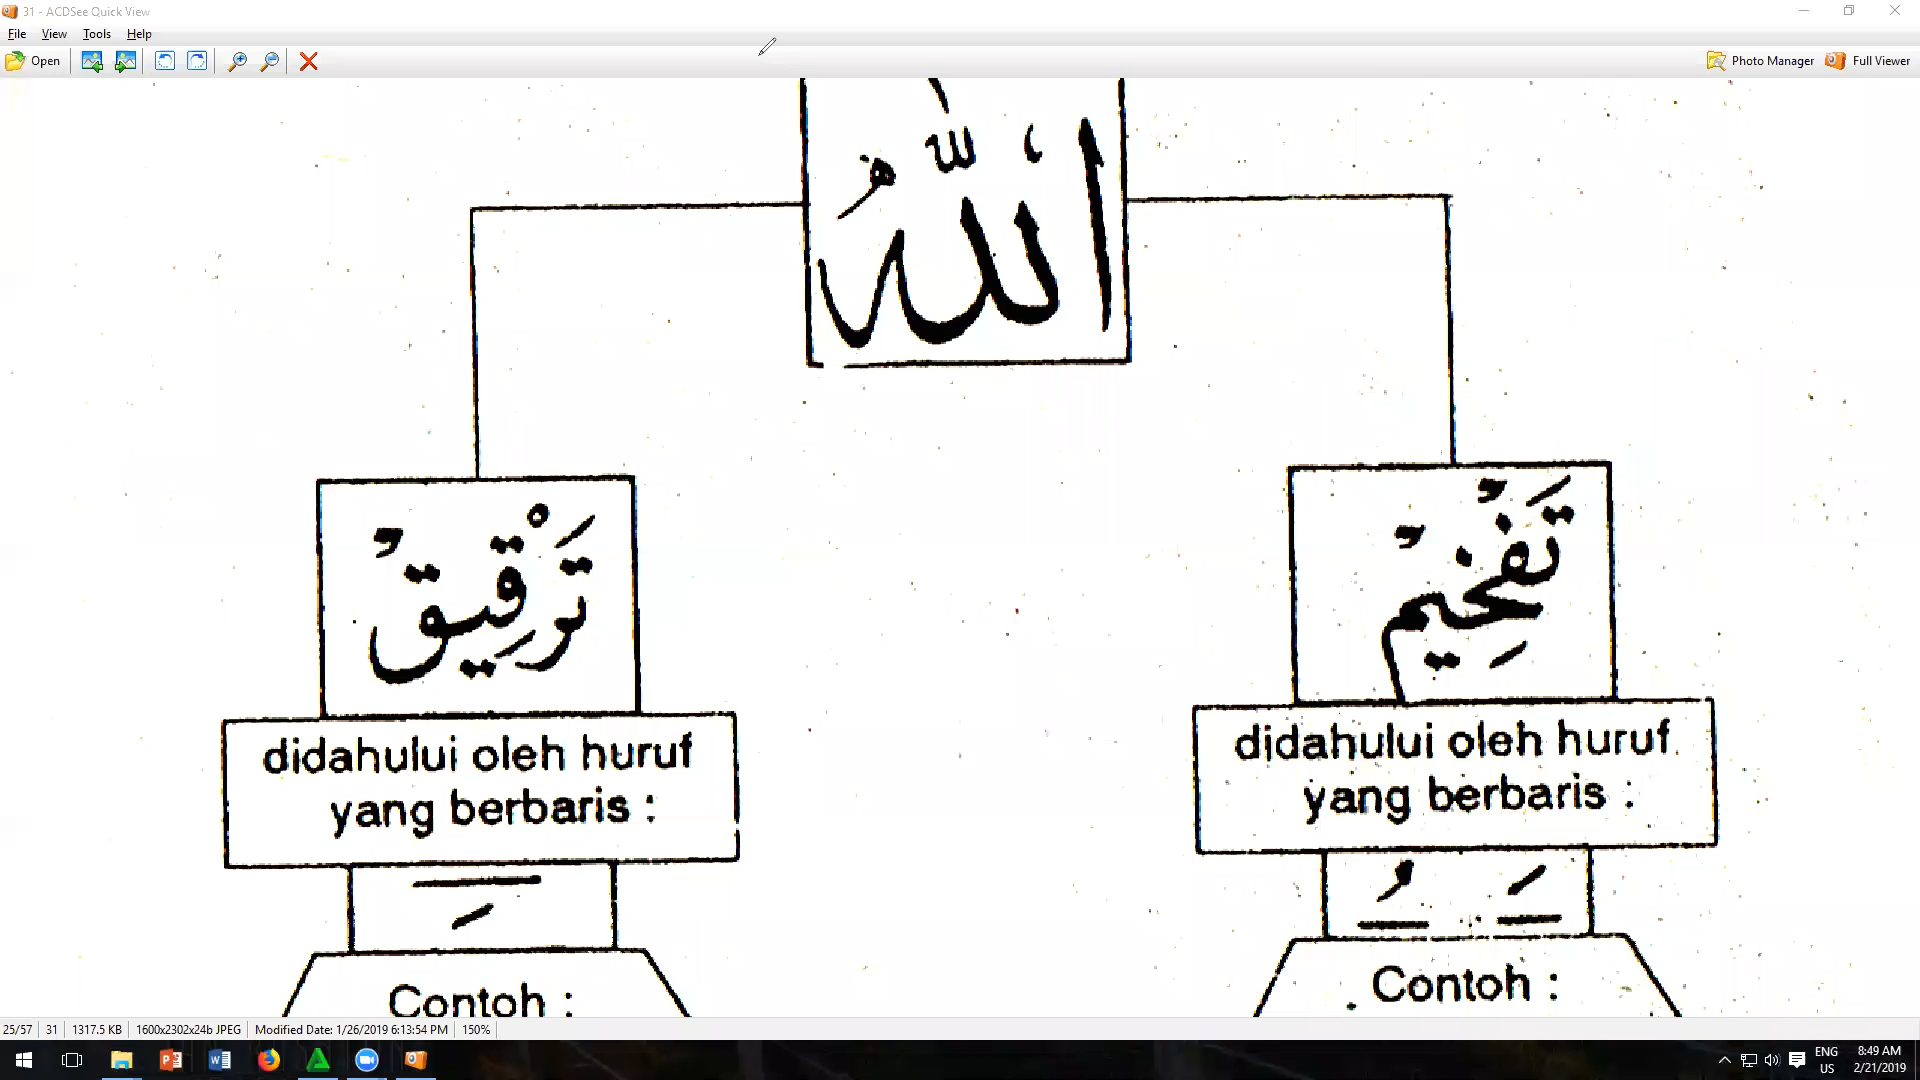 31 - ACDSee Quick View
File View Tools Help
Open Photo Manager Full Viewer
اَللّٰهُ
تَرْقِيقٌ
تَفْخِيمٌ
didahului oleh huruf
yang berbaris :
didahului oleh huruf
yang berbaris :
Contoh :
Contoh :
25/57 31 1317.5 KB 1600x2302x24b JPEG Modified Date: 1/26/2019 6:13:54 PM 150%
ENG 8:49 AM
US 2/21/2019